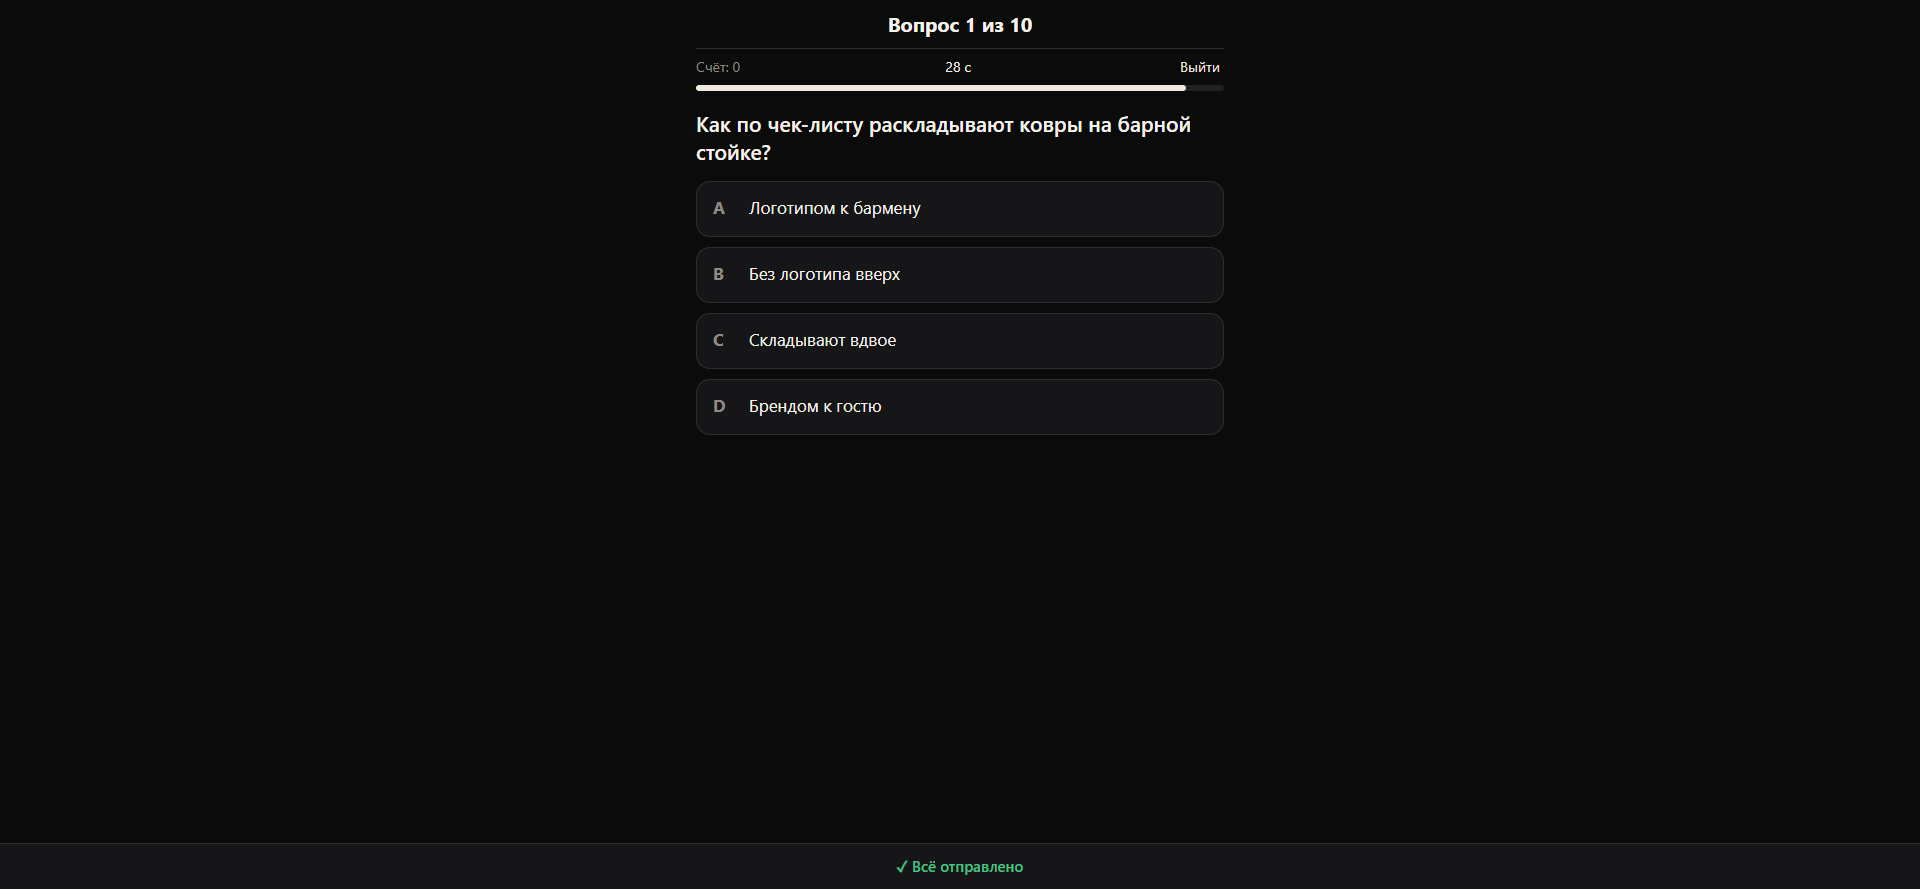 Вопрос 1 из 10
Счёт: 0 28 с Выйти
Как по чек-листу раскладывают ковры на барной
стойке?
A Логотипом к бармену
B Без логотипа вверх
C Складывают вдвое
D Брендом к гостю
✓ Всё отправлено